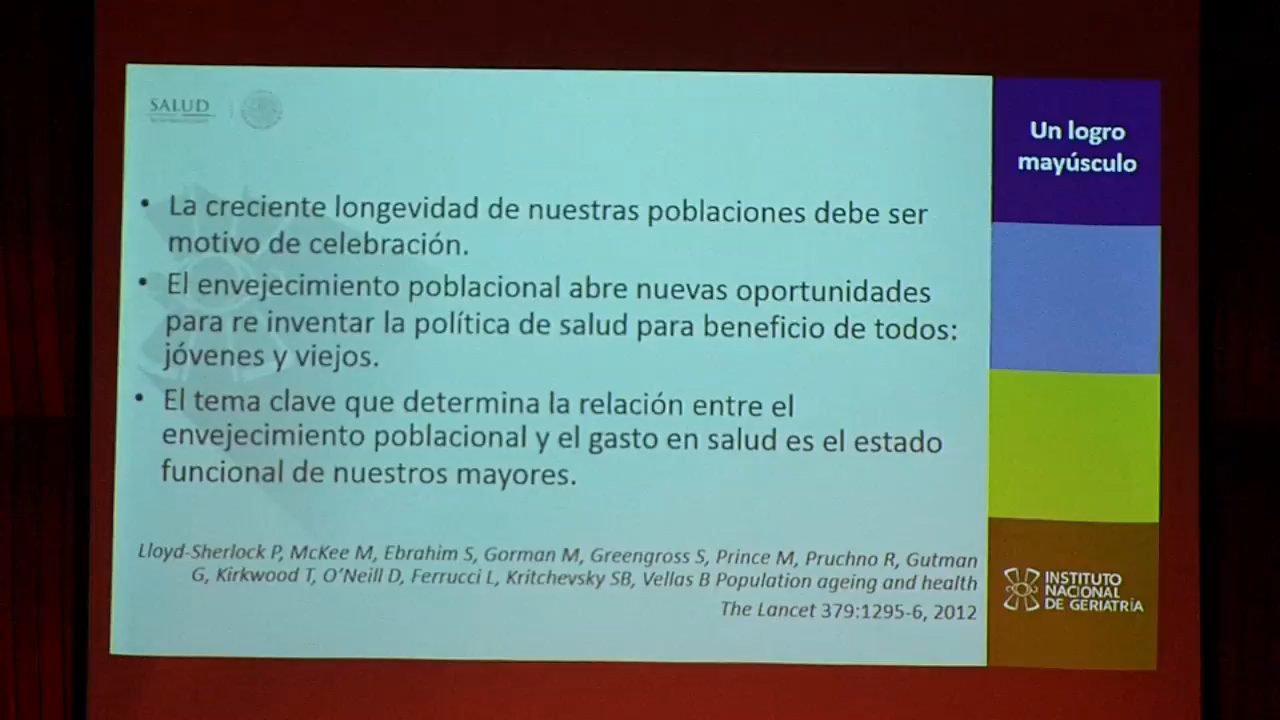 SALUD
Un logro
mayúsculo
• La creciente longevidad de nuestras poblaciones debe ser
motivo de celebración.
• El envejecimiento poblacional abre nuevas oportunidades
para re inventar la política de salud para beneficio de todos:
jóvenes y viejos.
• El tema clave que determina la relación entre el
envejecimiento poblacional y el gasto en salud es el estado
funcional de nuestros mayores.
Lloyd-Sherlock P, McKee M, Ebrahim S, Gorman M, Greengross S, Prince M, Pruchno R, Gutman
G, Kirkwood T, O'Neill D, Ferrucci L, Kritchevsky SB, Vellas B Population ageing and health
The Lancet 379:1295-6, 2012
INSTITUTO
NACIONAL
DE GERIATRÍA